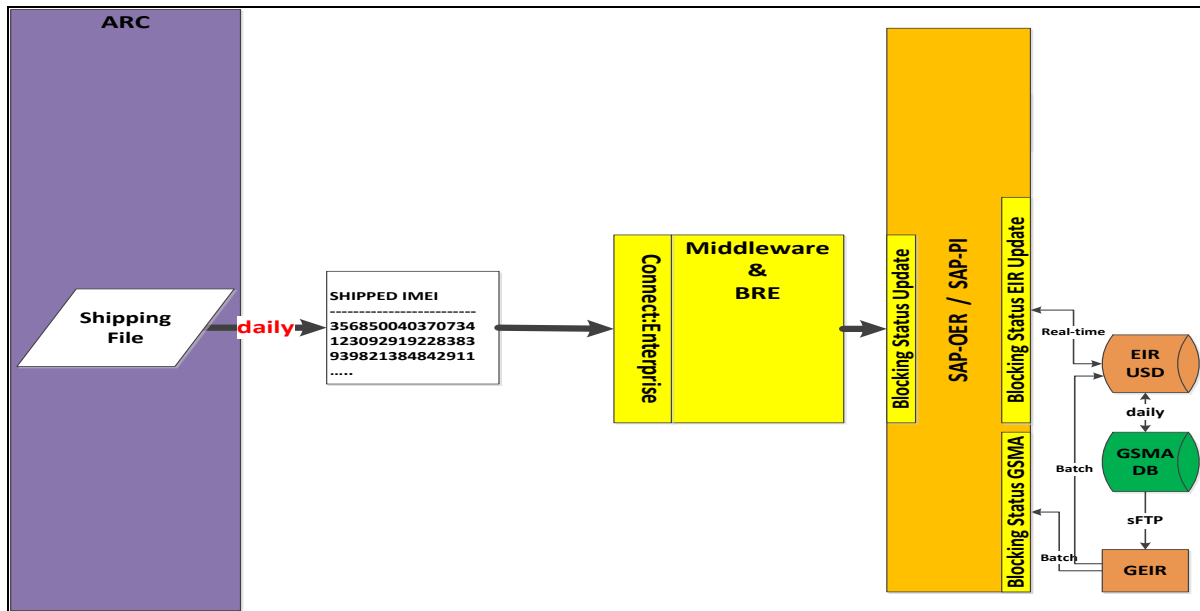 ARC
Shipping
File
daily
SHIPPED IMEI
-------------------------
356850040370734
123092919228383
939821384842911
.....
Connect:Enterprise
Middleware
&
BRE
Blocking Status Update
SAP-OER / SAP-PI
Blocking Status EIR Update
Blocking Status GSMA
Real-time
EIR
USD
daily
GSMA
DB
Batch
sFTP
Batch
GEIR